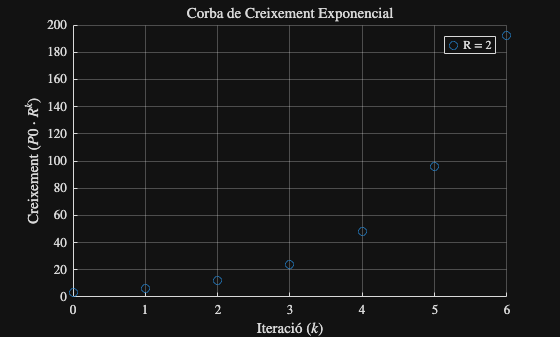 Corba de Creixement Exponencial
R = 2
Creixement (P0 · R^k)
200
180
160
140
120
100
80
60
40
20
0
0 1 2 3 4 5 6
Iteració (k)